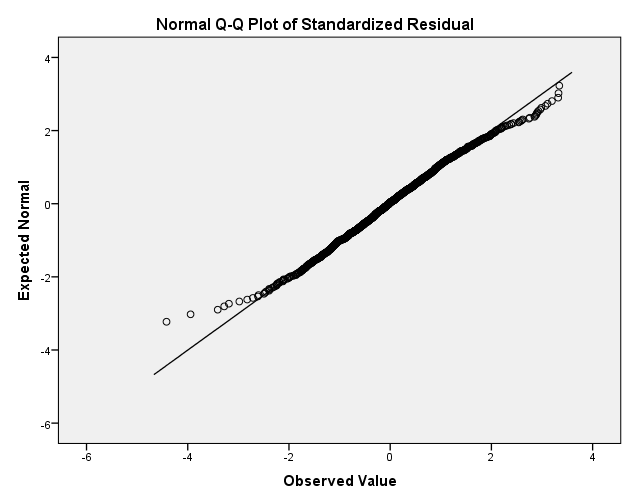 Normal Q-Q Plot of Standardized Residual
4
2
0
-2
-4
-6
Expected Normal
-6 -4 -2 0 2 4
Observed Value